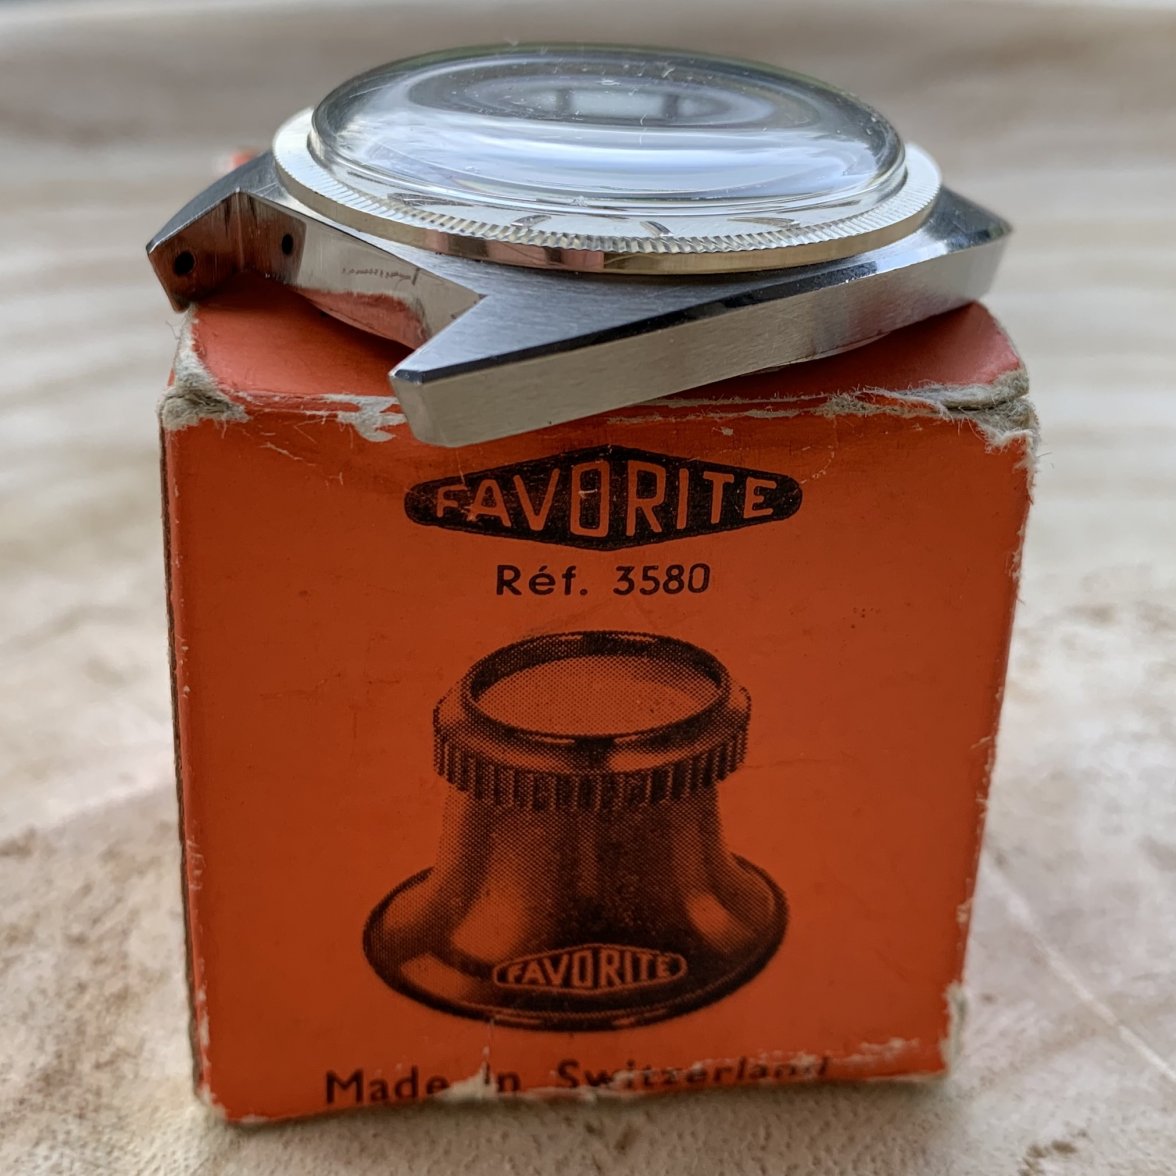 FAVORITE
Réf. 3580
FAVORITE
Made in Switzerland